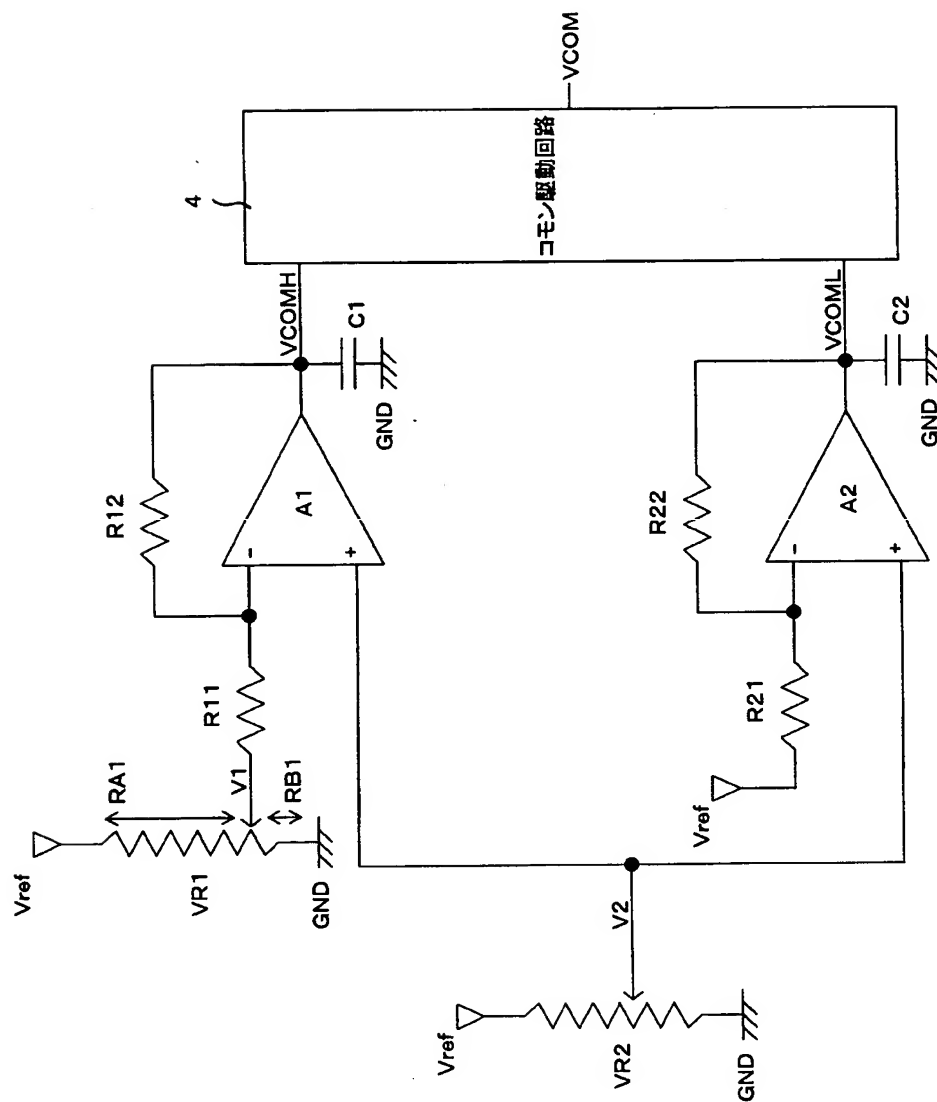 4
コモン駆動回路
VCOM
VCOMH
C1
GND
R12
A1
-
+
R11
V1
RA1
RB1
Vref
VR1
GND
VCOML
C2
GND
R22
A2
-
+
R21
Vref
V2
Vref
VR2
GND